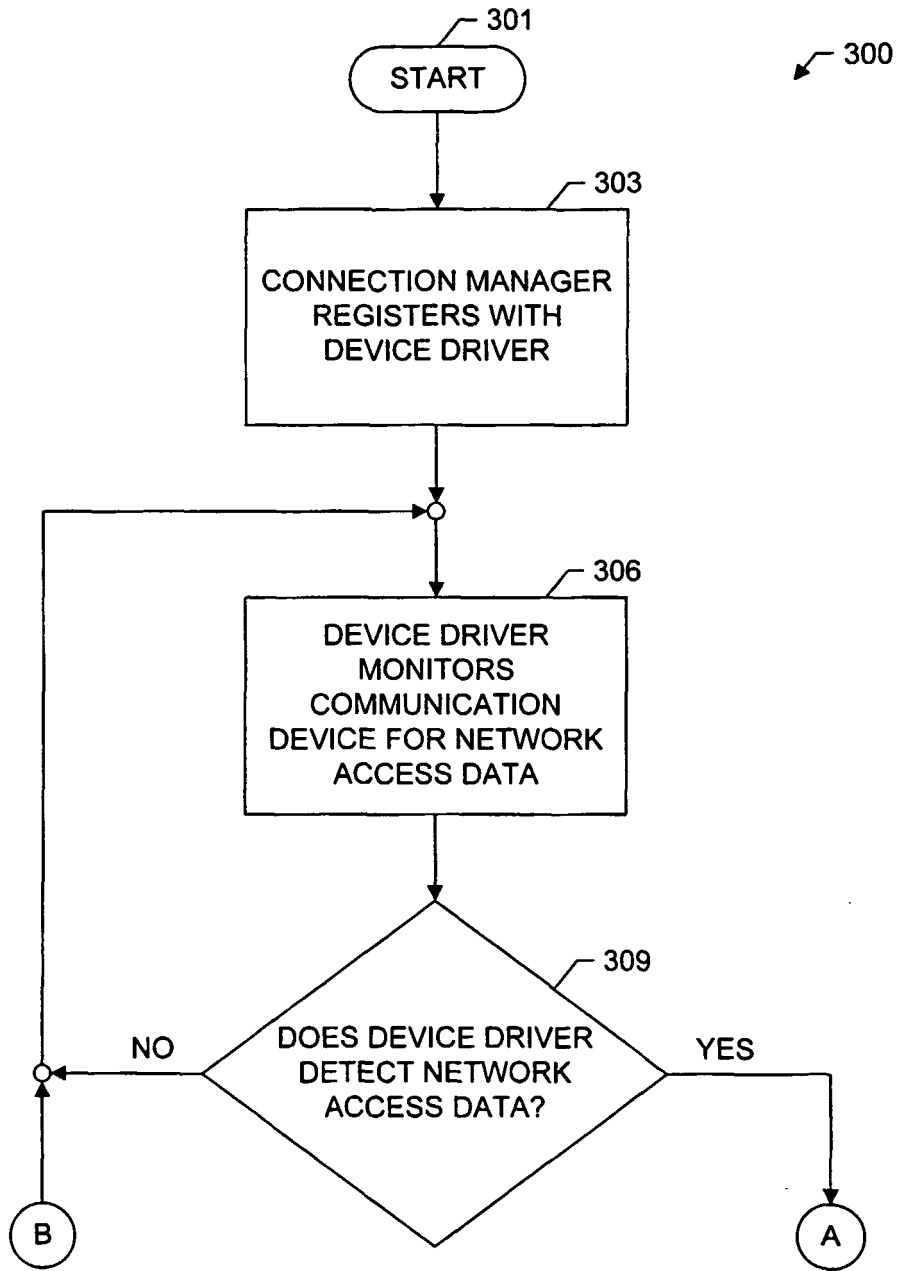 301
START
300
303
CONNECTION MANAGER
REGISTERS WITH
DEVICE DRIVER
306
DEVICE DRIVER
MONITORS
COMMUNICATION
DEVICE FOR NETWORK
ACCESS DATA
309
NO
DOES DEVICE DRIVER
DETECT NETWORK
ACCESS DATA?
YES
B
A